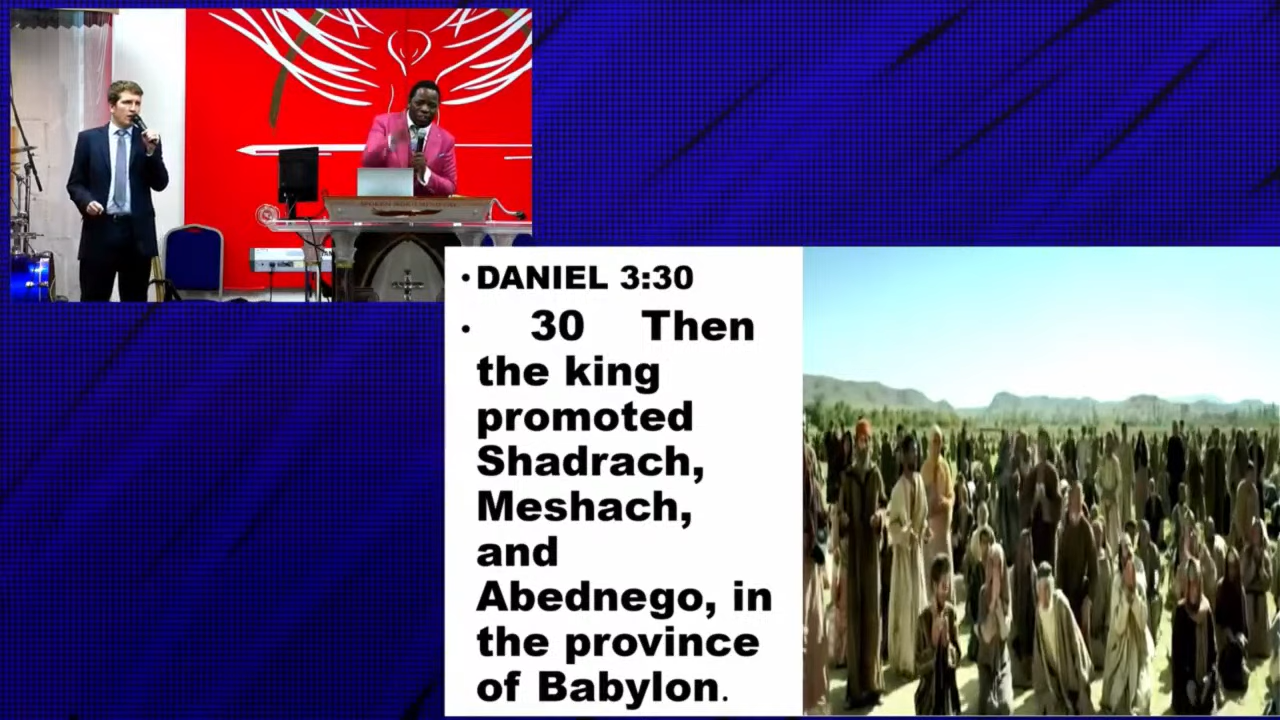 • DANIEL 3:30
• 30 Then
the king
promoted
Shadrach,
Meshach,
and
Abednego, in
the province
of Babylon.